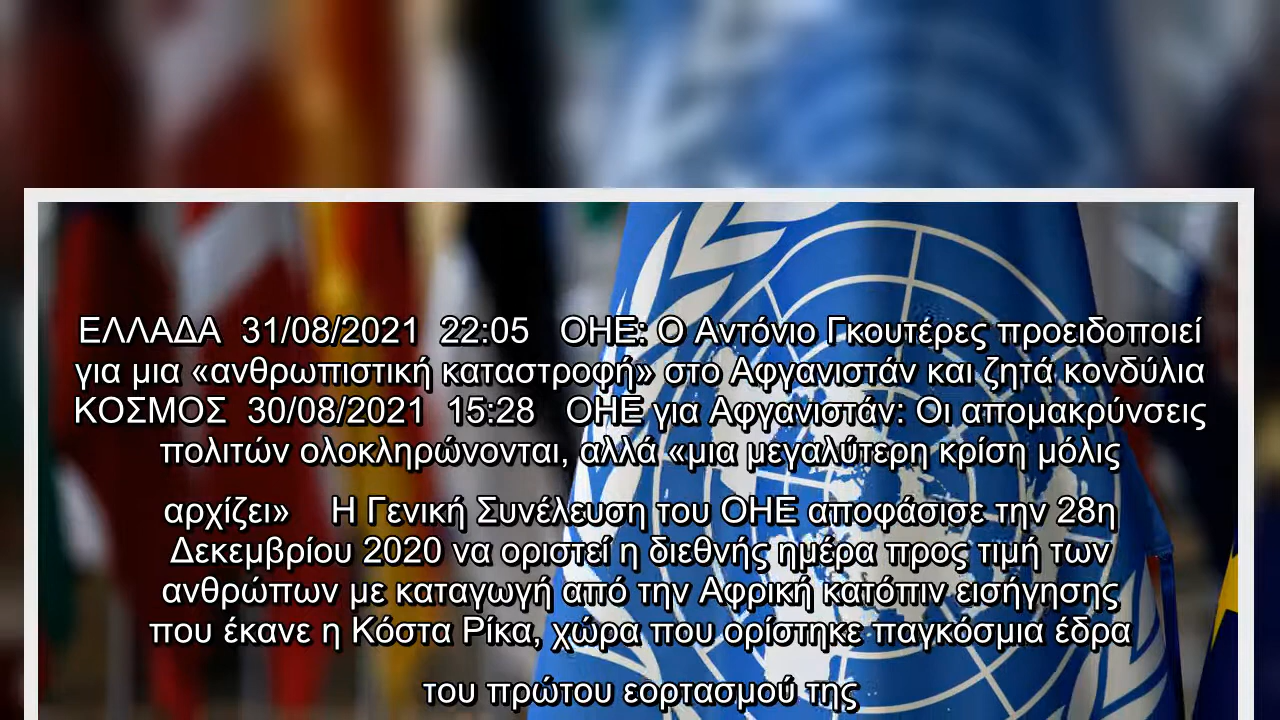 ΕΛΛΑΔΑ  31/08/2021  22:05   ΟΗΕ: Ο Αντόνιο Γκουτέρες προειδοποιεί
για μια «ανθρωπιστική καταστροφή» στο Αφγανιστάν και ζητά κονδύλια
ΚΟΣΜΟΣ  30/08/2021  15:28   ΟΗΕ για Αφγανιστάν: Οι απομακρύνσεις
πολιτών ολοκληρώνονται, αλλά «μια μεγαλύτερη κρίση μόλις
αρχίζει»    Η Γενική Συνέλευση του ΟΗΕ αποφάσισε την 28η
Δεκεμβρίου 2020 να οριστεί η διεθνής ημέρα προς τιμή των
ανθρώπων με καταγωγή από την Αφρική κατόπιν εισήγησης
που έκανε η Κόστα Ρίκα, χώρα που ορίστηκε παγκόσμια έδρα
του πρώτου εορτασμού της